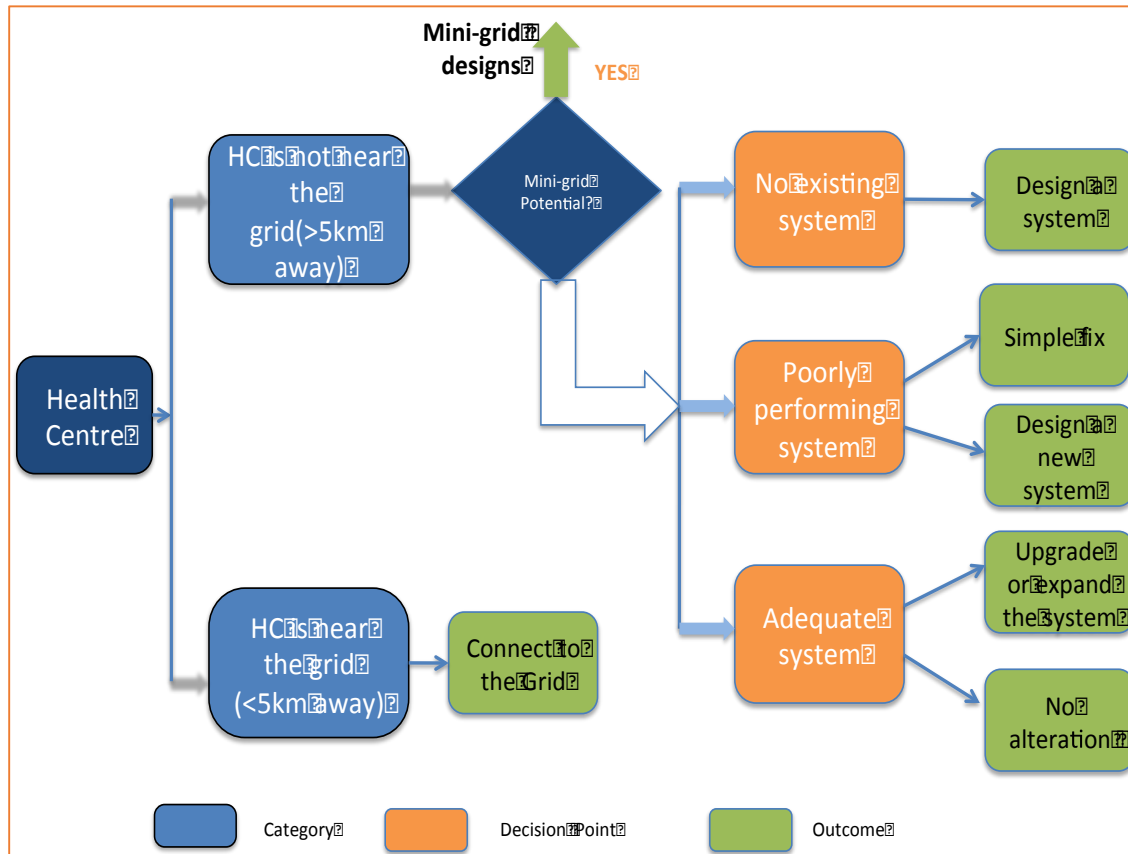 Mini-grid
designs
YES
HC is not near
the
grid(>5km
away)
Mini-grid
Potential?
No existing
system
Design a
system
Simple fix
Health
Centre
Poorly
performing
system
Design a
new
system
Upgrade
or expand
the system
HC is near
the grid
(<5km away)
Connect to
the Grid
Adequate
system
No
alteration
Category
Decision Point
Outcome